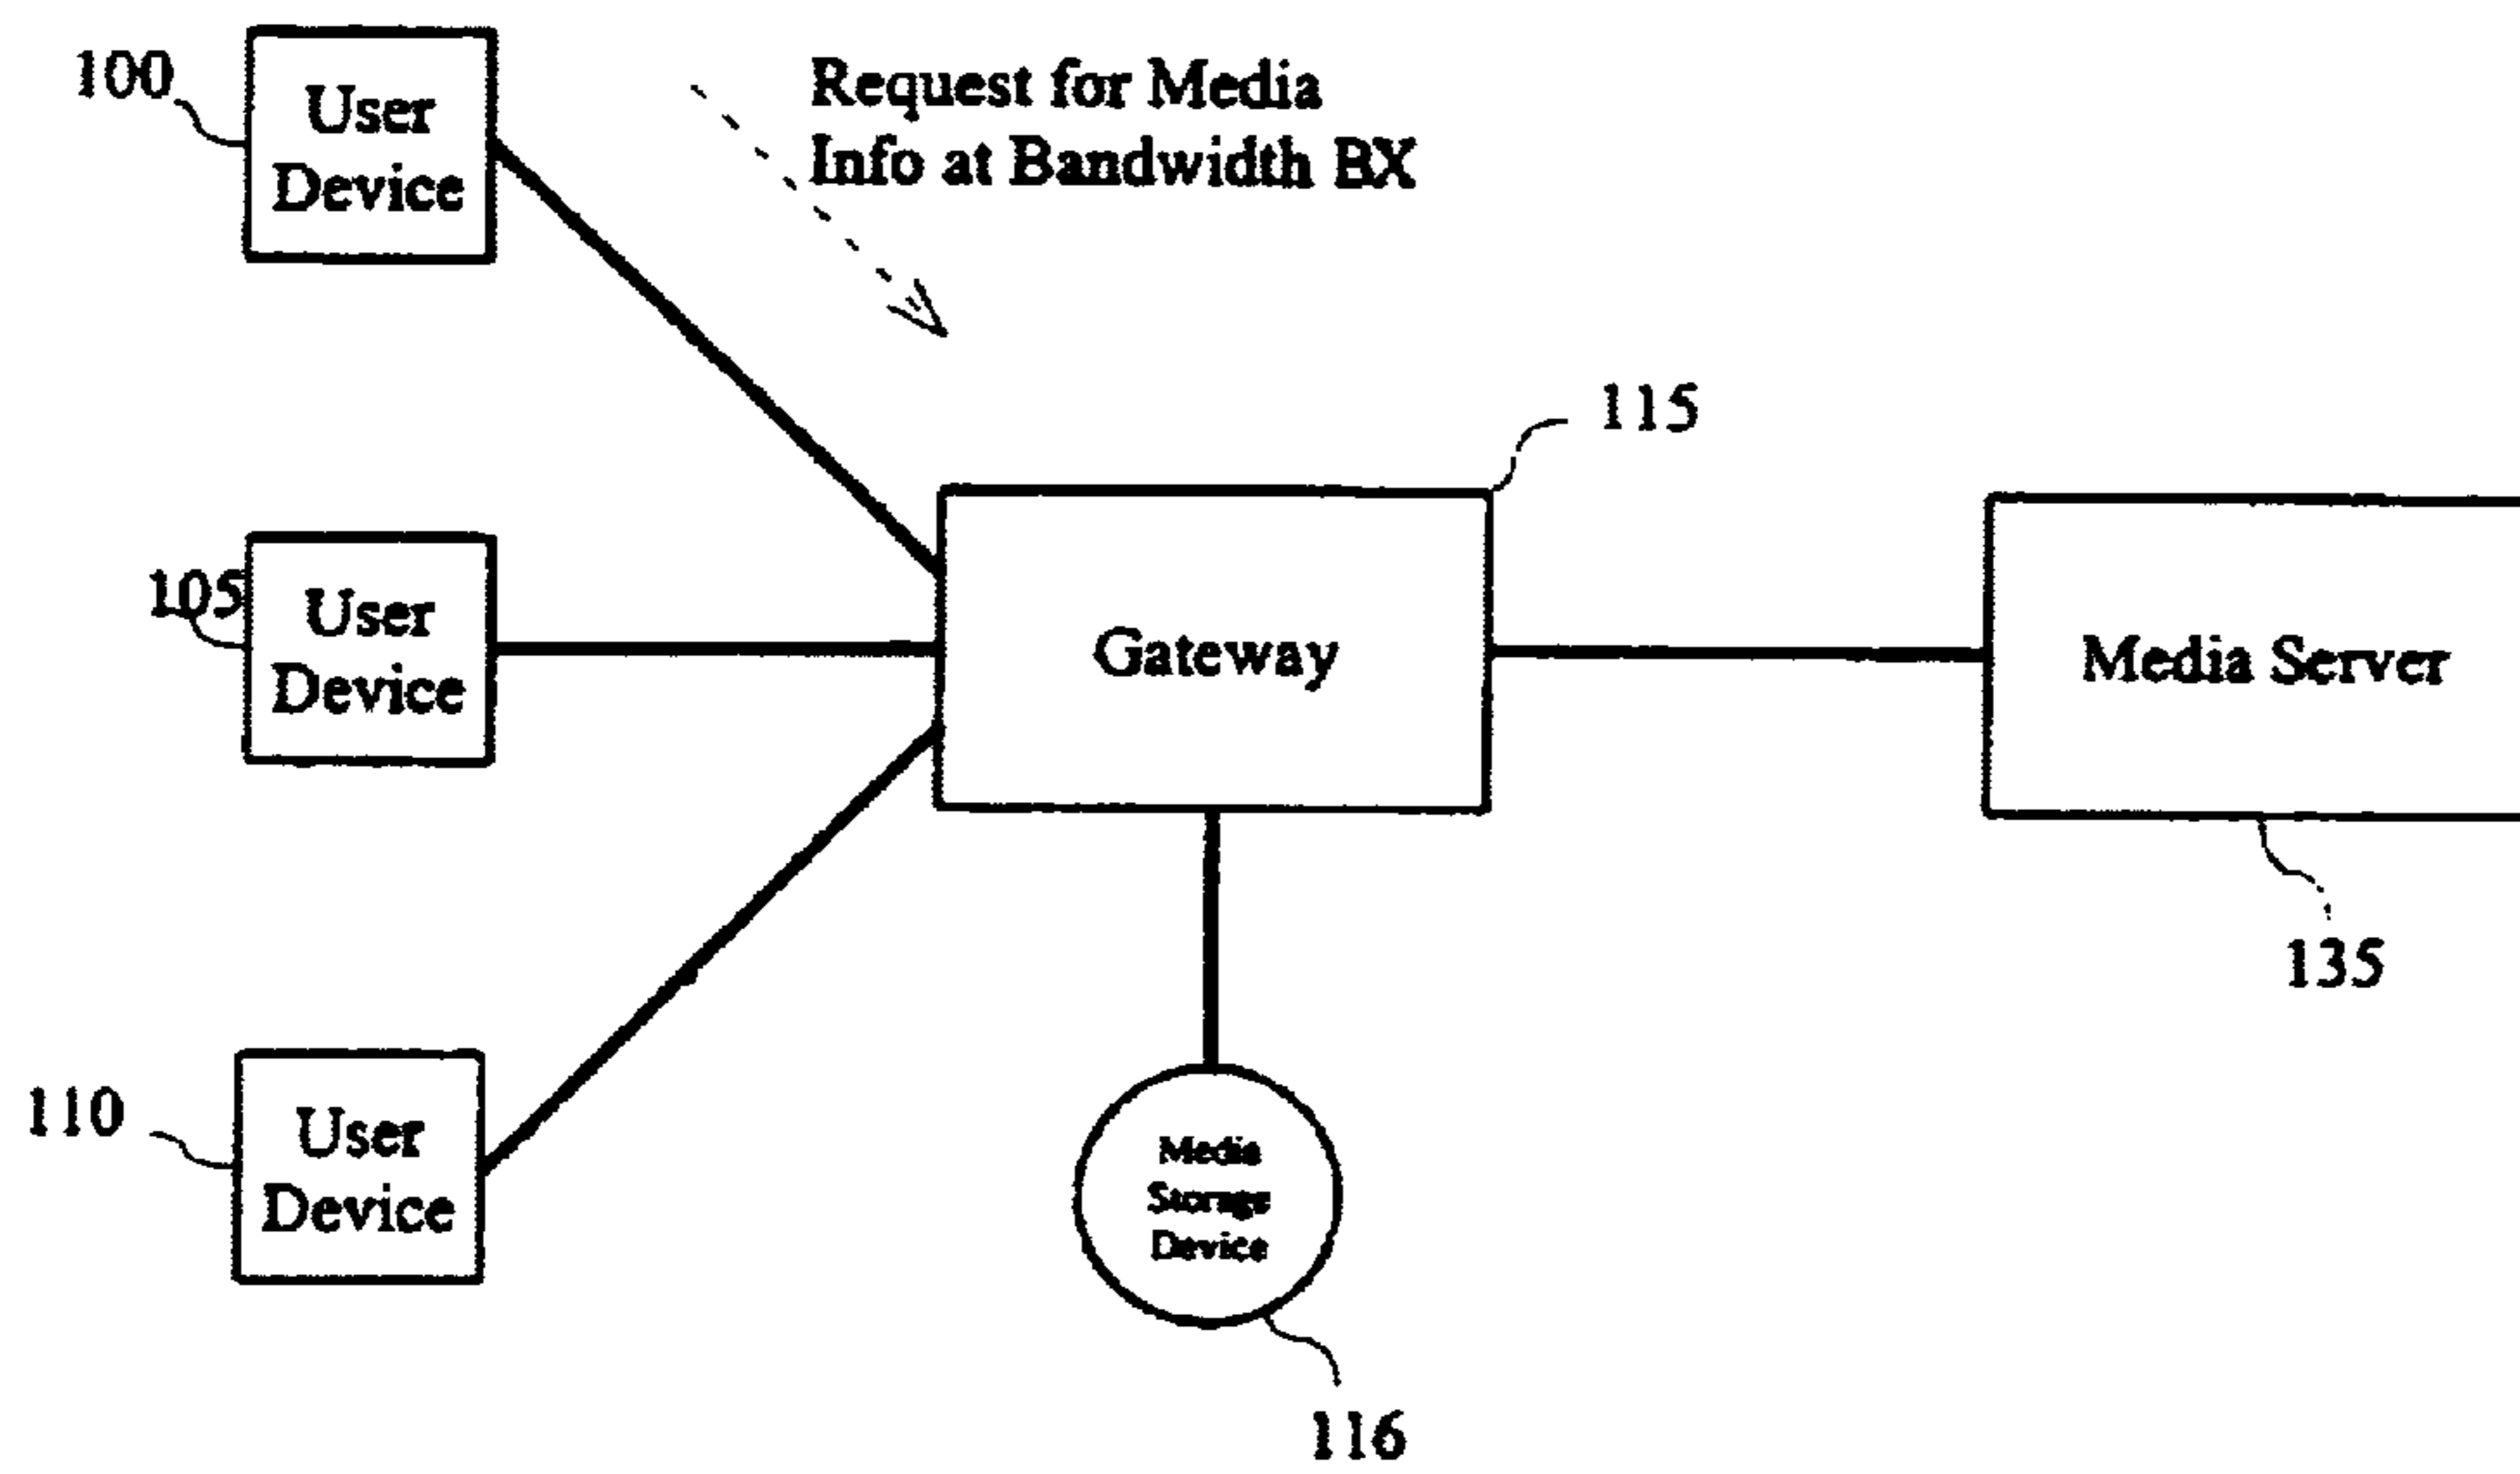 100
User
Device
Request for Media
Info at Bandwidth BX
115
105
User
Device
Gateway
Media Server
135
110
User
Device
Media
Storage
Device
116